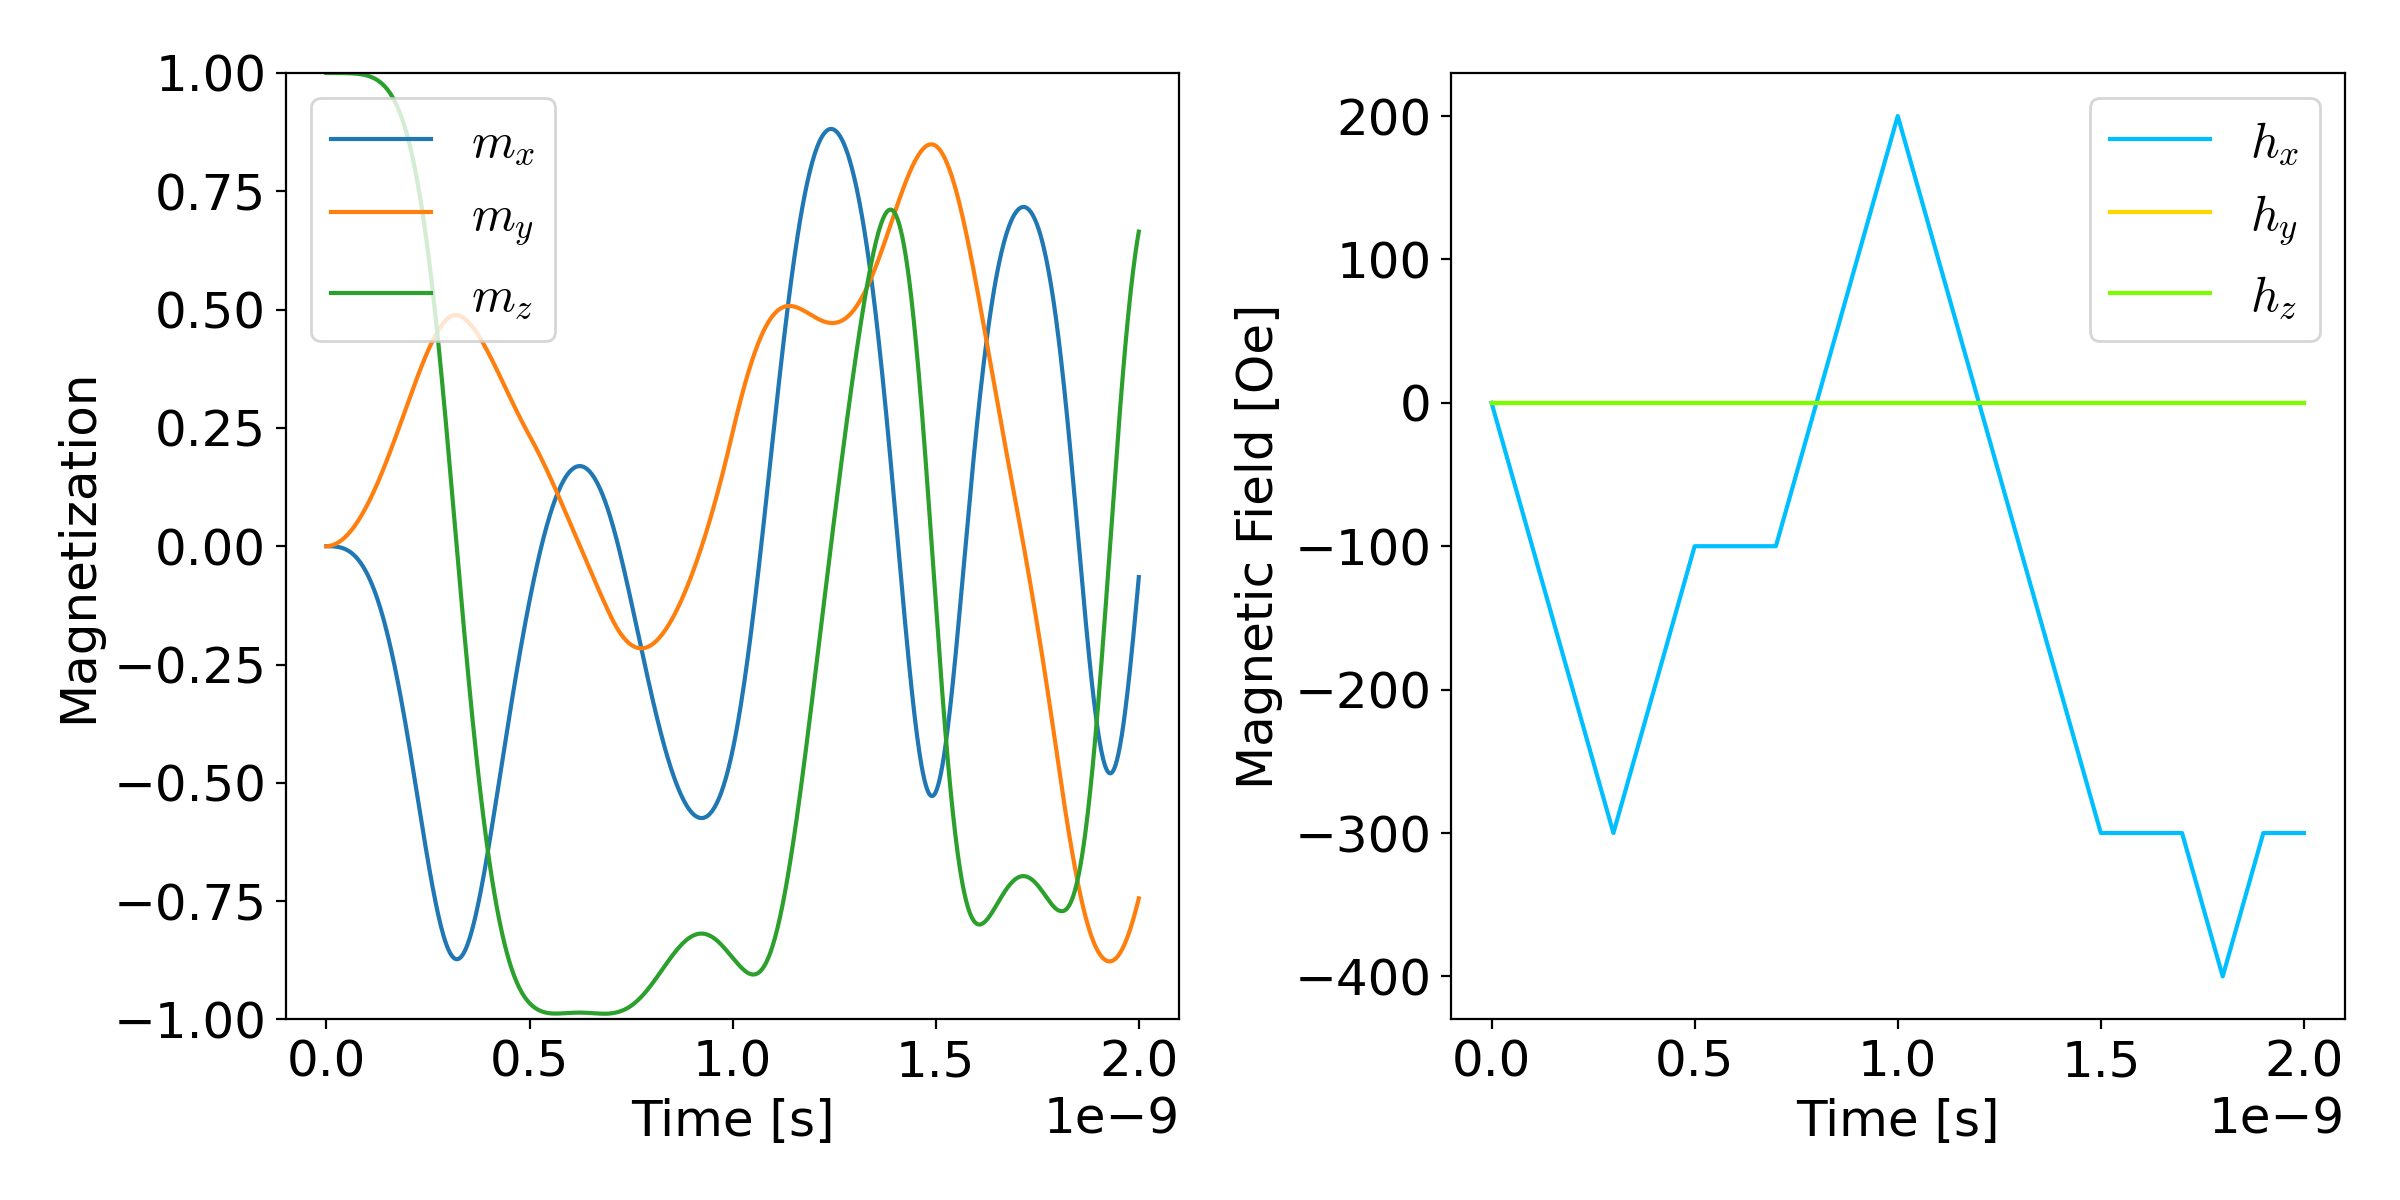 Magnetization
1.00
0.75
0.50
0.25
0.00
−0.25
−0.50
−0.75
−1.00
m_x
m_y
m_z
0.0 0.5 1.0 1.5 2.0
Time [s]
1e−9
Magnetic Field [Oe]
200
100
0
−100
−200
−300
−400
h_x
h_y
h_z
0.0 0.5 1.0 1.5 2.0
Time [s]
1e−9